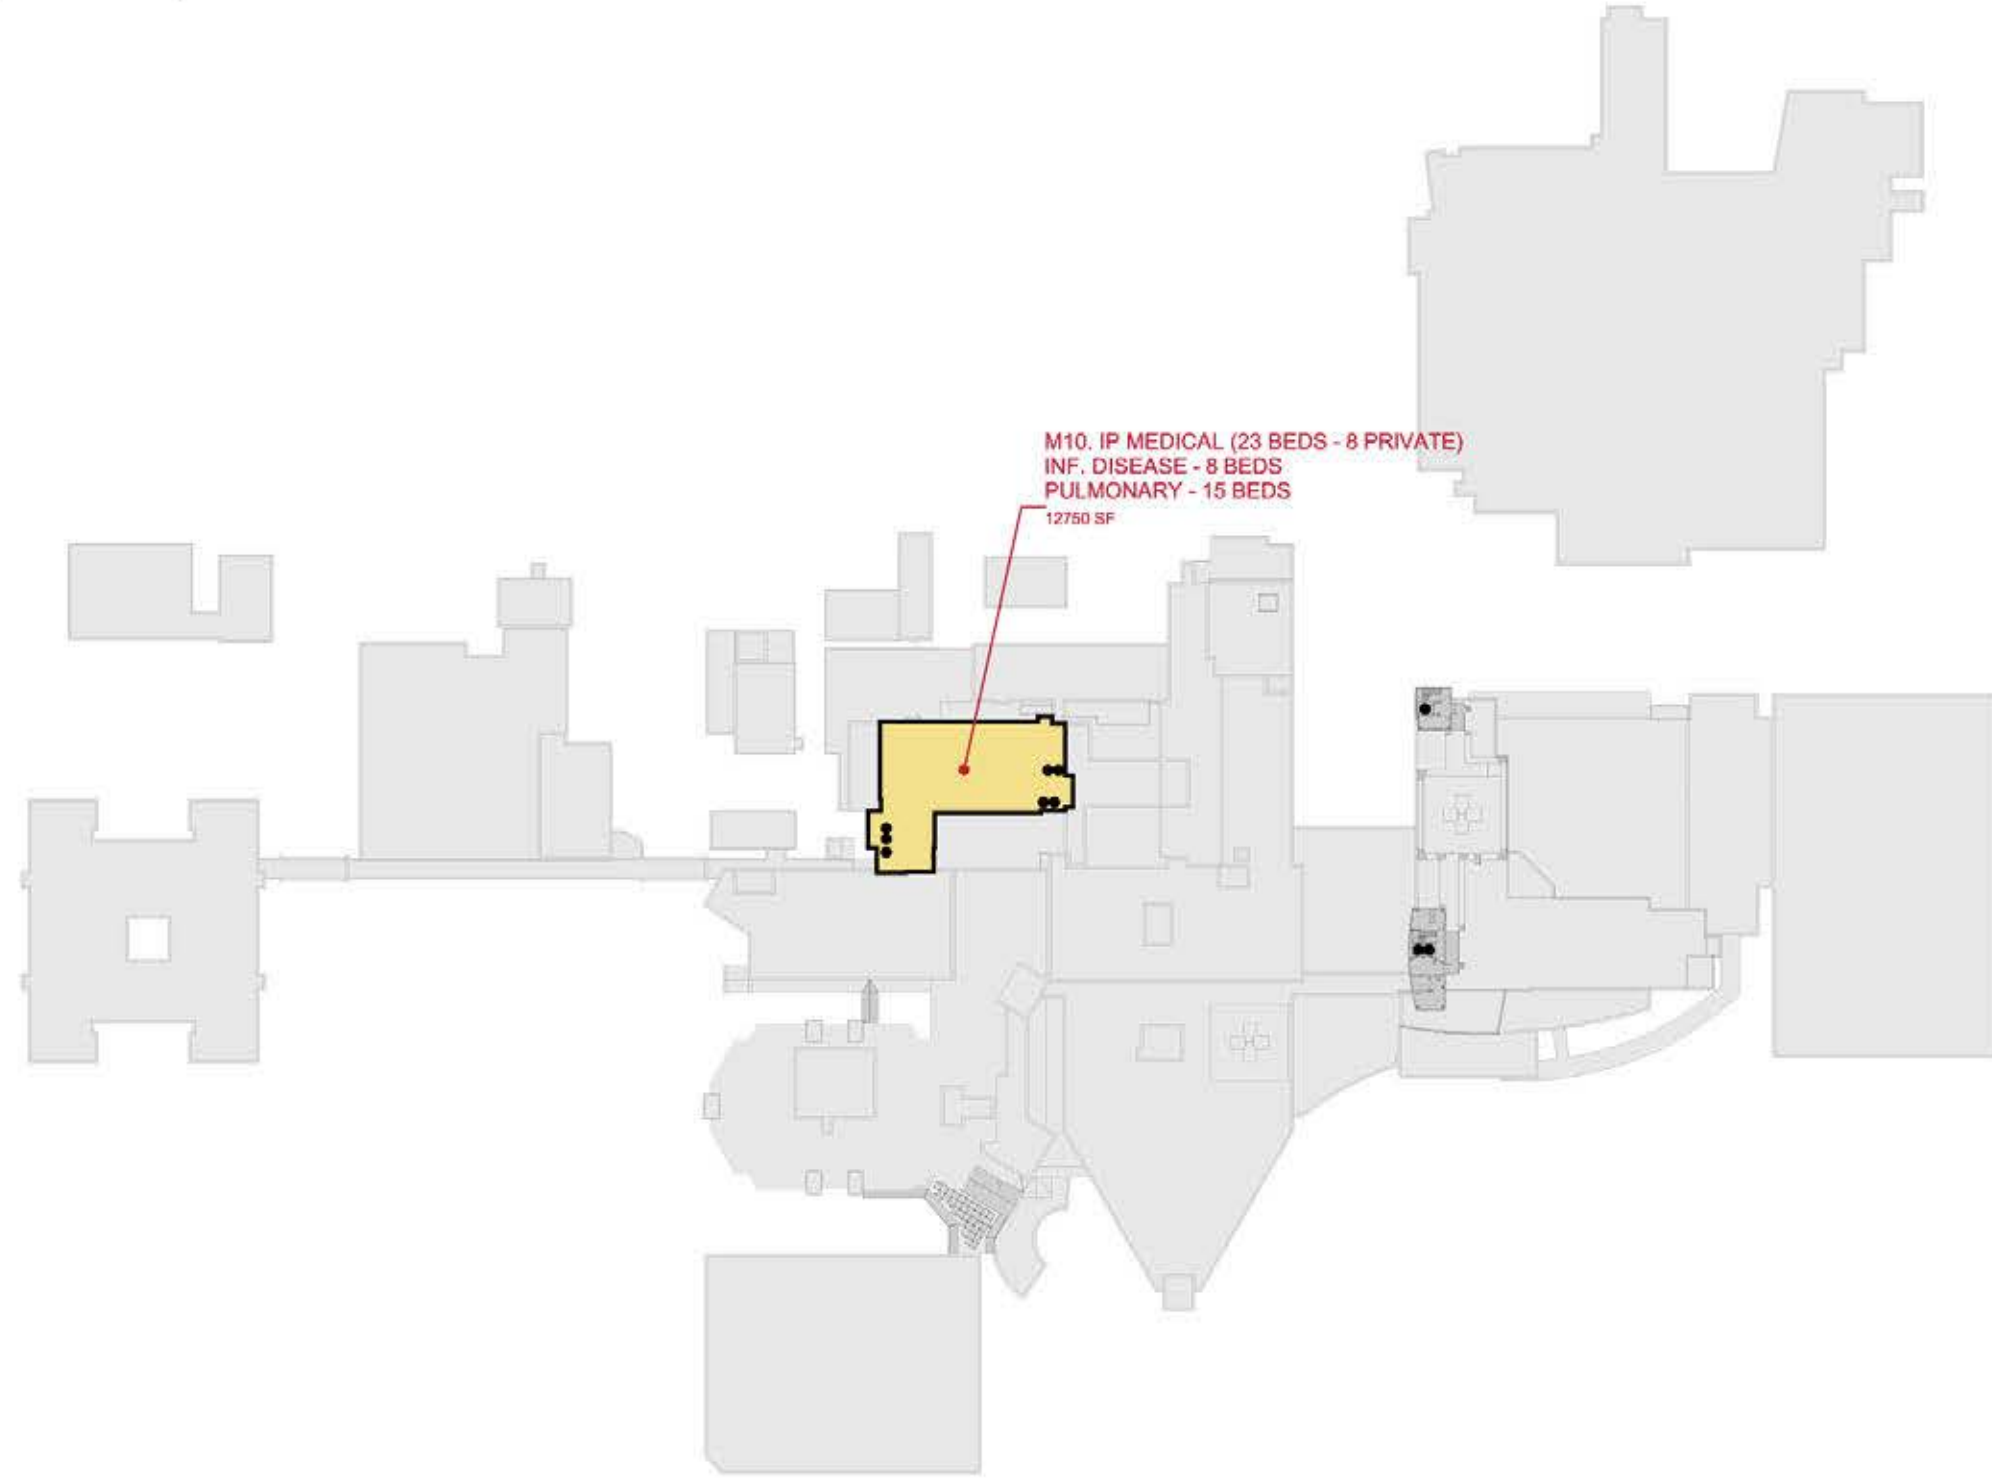 M10. IP MEDICAL (23 BEDS - 8 PRIVATE)
INF. DISEASE - 8 BEDS
PULMONARY - 15 BEDS
12750 SF